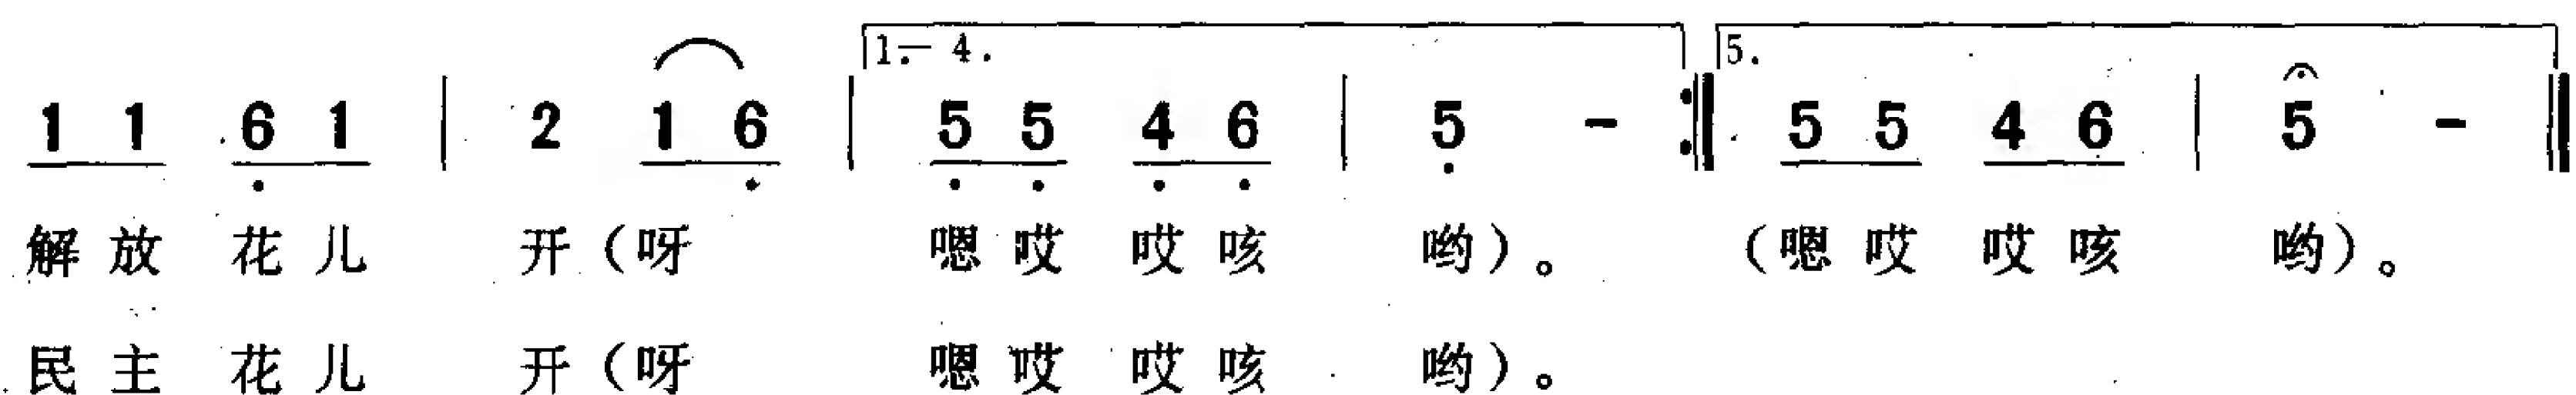 1.— 4. 5.
1 1 6 1 | 2 1 6 | 5 5 4 6 | 5 - :‖ 5 5 4 6 | 5 - ‖
解放 花儿 开（呀 嗯哎 哎咳 哟）。 （嗯哎 哎咳 哟）。
民主 花儿 开（呀 嗯哎 哎咳 哟）。